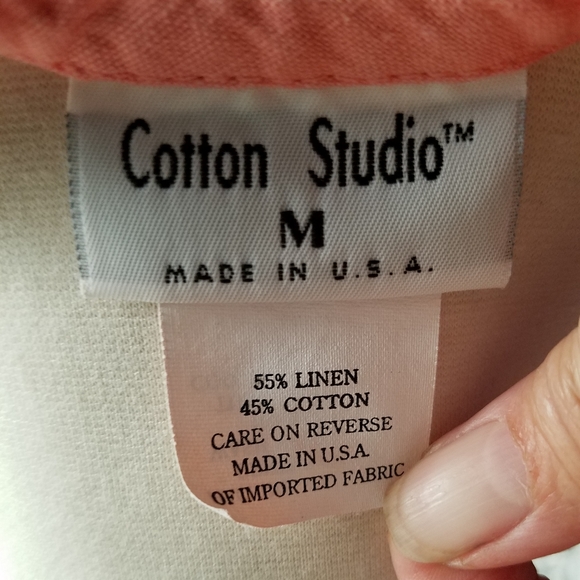 Cotton Studio™
M
MADE IN U.S.A.
55% LINEN
45% COTTON
CARE ON REVERSE
MADE IN U.S.A.
OF IMPORTED FABRIC